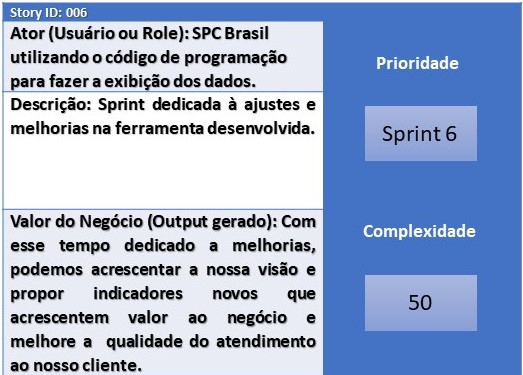 Story ID: 006
Ator (Usuário ou Role): SPC Brasil
utilizando o código de programação
para fazer a exibição dos dados.
Prioridade
Sprint 6
Descrição: Sprint dedicada à ajustes e
melhorias na ferramenta desenvolvida.
Valor do Negócio (Output gerado): Com
esse tempo dedicado a melhorias,
podemos acrescentar a nossa visão e
propor indicadores novos que
acrescentem valor ao negócio e
melhore a qualidade do atendimento
ao nosso cliente.
Complexidade
50